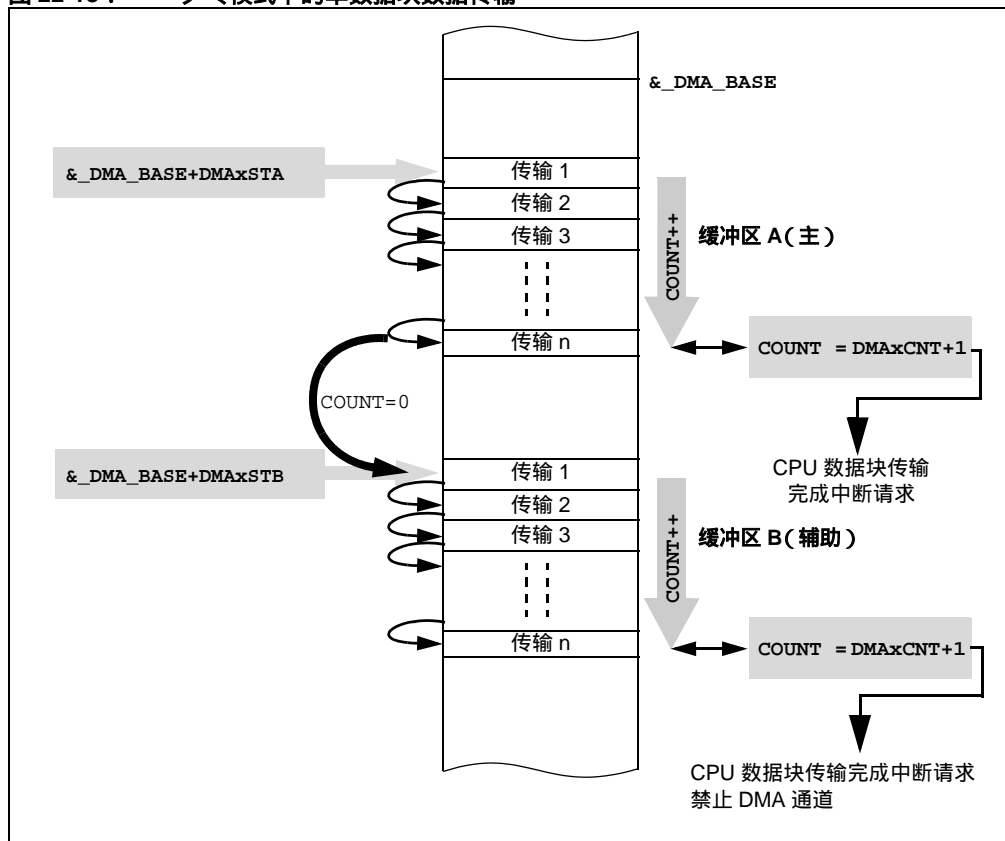 &_DMA_BASE
&_DMA_BASE+DMAxSTA
传输 1
传输 2
传输 3
传输 n
COUNT++
缓冲区 A(主)
COUNT = DMAxCNT+1
CPU 数据块传输
完成中断请求
COUNT=0
&_DMA_BASE+DMAxSTB
传输 1
传输 2
传输 3
传输 n
COUNT++
缓冲区 B(辅助)
COUNT = DMAxCNT+1
CPU 数据块传输完成中断请求
禁止 DMA 通道